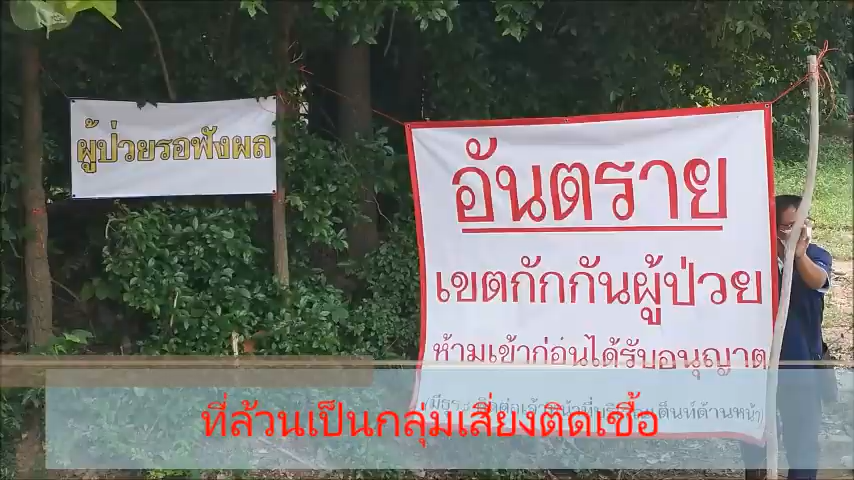 ผู้ป่วยรอฟังผล
อันตราย
เขตกักกันผู้ป่วย
ห้ามเข้าก่อนได้รับอนุญาต
ที่ล้วนเป็นกลุ่มเสี่ยงติดเชื้อ